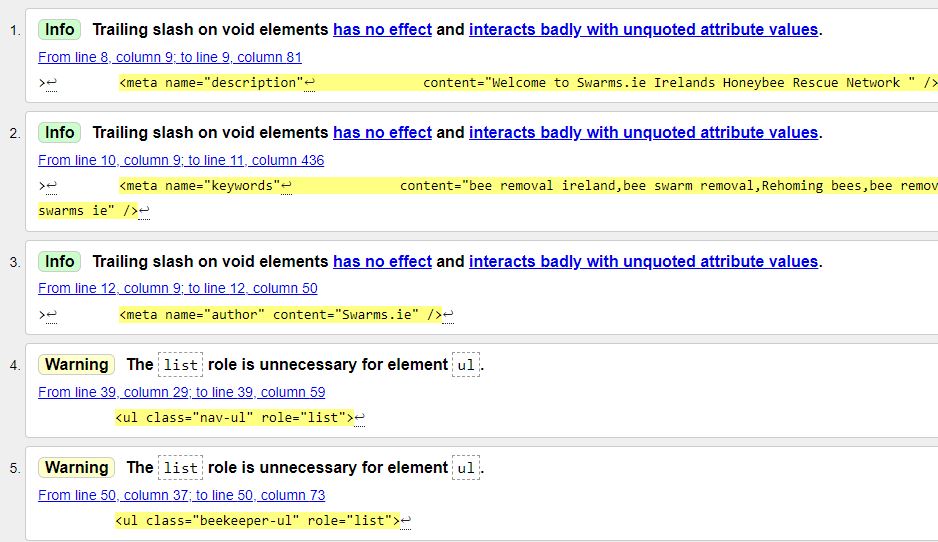 1. Info Trailing slash on void elements has no effect and interacts badly with unquoted attribute values.
From line 8, column 9; to line 9, column 81
>↩ <meta name="description"↩ content="Welcome to Swarms.ie Irelands Honeybee Rescue Network " />
2. Info Trailing slash on void elements has no effect and interacts badly with unquoted attribute values.
From line 10, column 9; to line 11, column 436
>↩ <meta name="keywords"↩ content="bee removal ireland,bee swarm removal,Rehoming bees,bee remov
swarms ie" />↩
3. Info Trailing slash on void elements has no effect and interacts badly with unquoted attribute values.
From line 12, column 9; to line 12, column 50
>↩ <meta name="author" content="Swarms.ie" />↩
4. Warning The list role is unnecessary for element ul.
From line 39, column 29; to line 39, column 59
<ul class="nav-ul" role="list">↩
5. Warning The list role is unnecessary for element ul.
From line 50, column 37; to line 50, column 73
<ul class="beekeeper-ul" role="list">↩